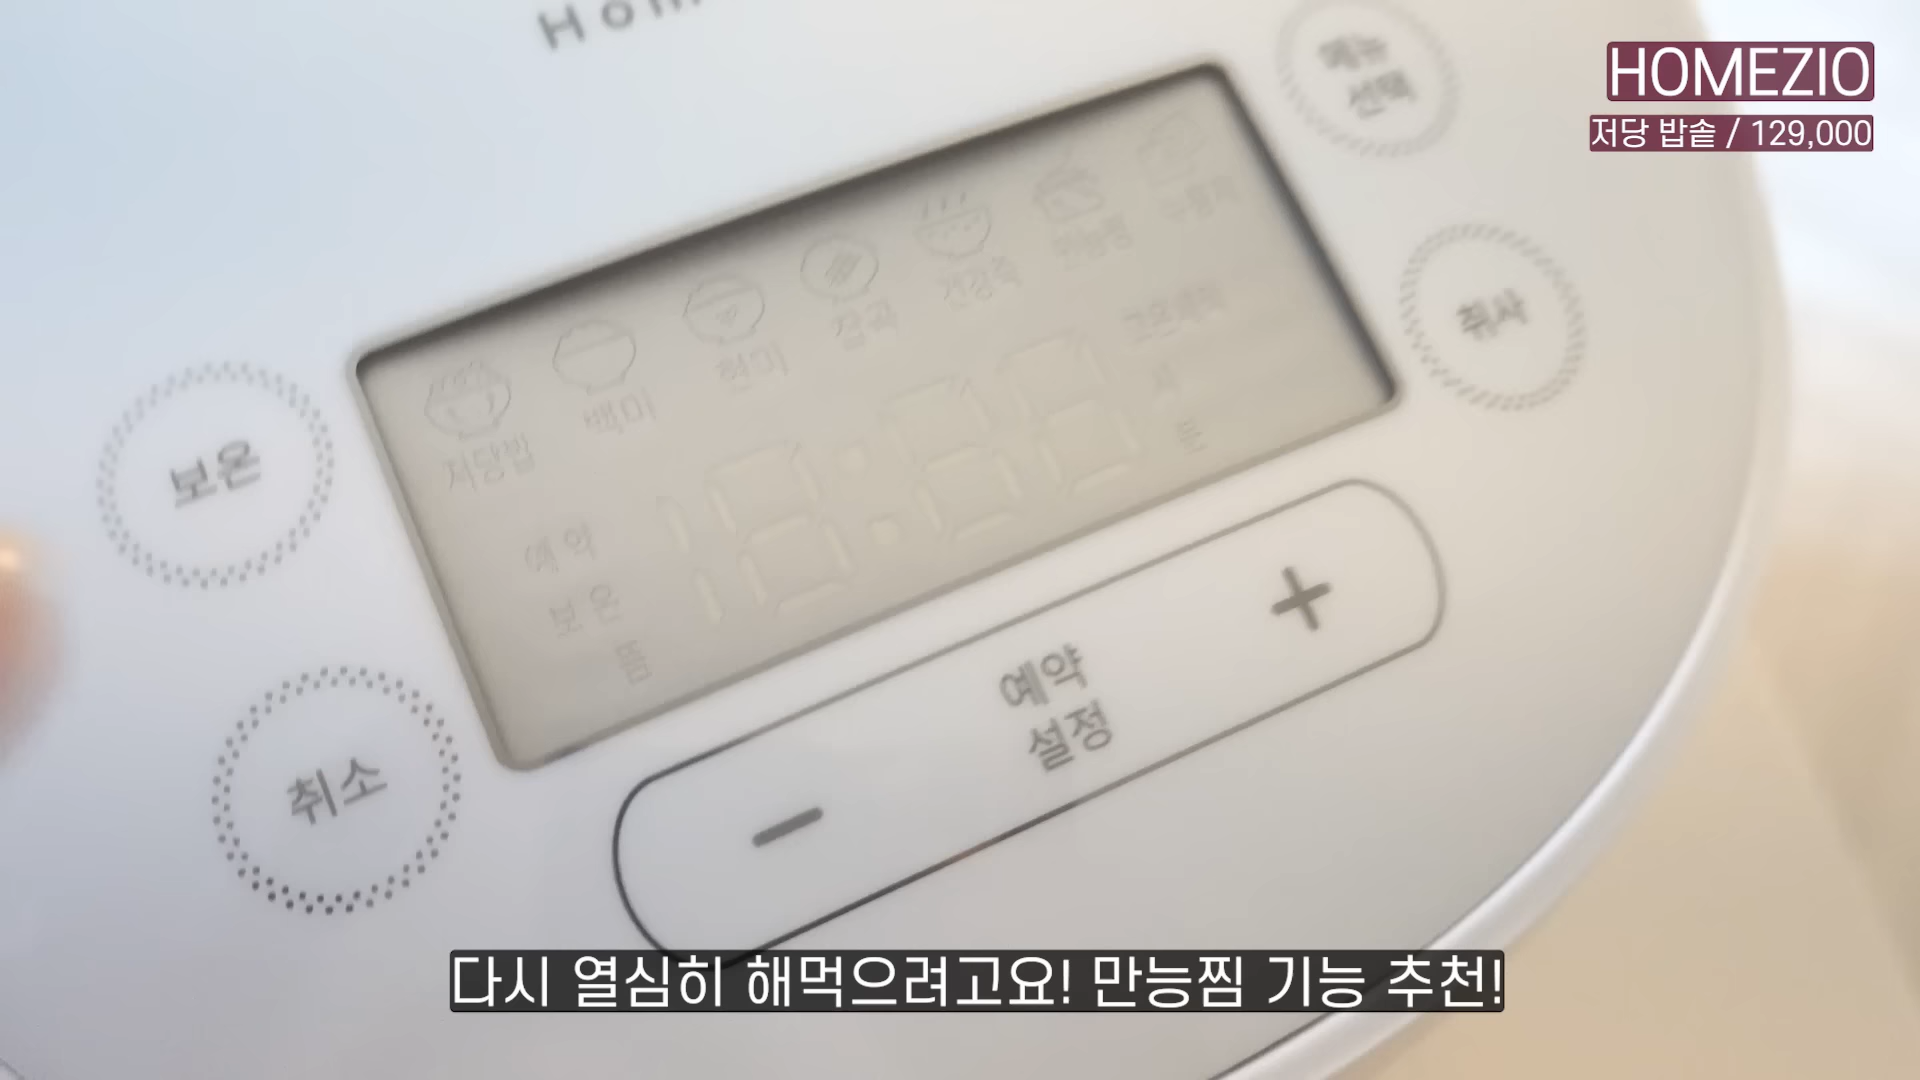 Hom
HOMEZIO
저당 밥솥 / 129,000
메뉴
선택
취사
저당밥
백미
현미
잡곡
건강죽
예약
보온
분
보온
취소
예약
설정
다시 열심히 해먹으려고요! 만능찜 기능 추천!